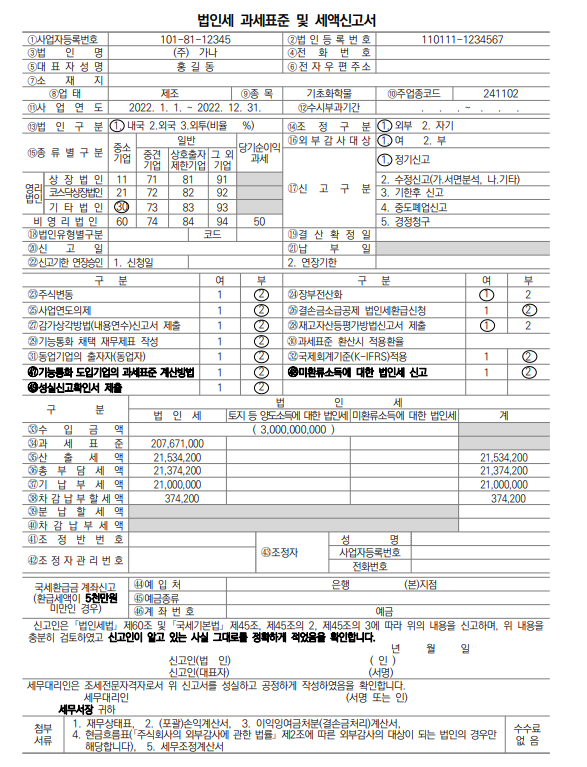 법인세 과세표준 및 세액신고서
①사업자등록번호 101-81-12345 ②법인등록번호 110111-1234567
③법 인 명 (주) 가나 ④전 화 번 호
⑤대표자성명 홍 길 동 ⑥전자우편주소
⑦소 재 지
⑧업 태 제조 ⑨종 목 기초화학물 ⑩주업종코드 241102
⑪사 업 연 도 2022. 1. 1. ~ 2022. 12. 31. ⑫수시부과기간 . . . ~ . . .
⑬법 인 구 분 1 내국 2.외국 3.외투(비율 %) ⑭조 정 구 분 1 외부 2. 자기
⑮종 류 별 구 분 중소기업 일반 당기순이익과세 ⑯외부감사대상 1 여 2. 부
중견기업 상호출자제한기업 그 외 기업 ⑰신 고 구 분 1 정기신고
영리법인 상 장 법 인 11 71 81 91 2. 수정신고(가.서면분석, 나.기타)
코스닥상장법인 21 72 82 92 3. 기한후 신고
기 타 법 인 30 73 83 93 4. 중도폐업신고
비 영 리 법 인 60 74 84 94 50 5. 경정청구
⑱법인유형별구분 코드 ⑲결 산 확 정 일
⑳신 고 일 ㉑납 부 일
㉒신고기한 연장승인 1. 신청일 2. 연장기한
구 분 여 부 구 분 여 부
㉓주식변동 1 2 ㉔장부전산화 1 2
㉕사업연도의제 1 2 ㉖결손금소급공제 법인세환급신청 1 2
㉗감가상각방법(내용연수)신고서 제출 1 2 ㉘재고자산등평가방법신고서 제출 1 2
㉙기능통화 채택 재무제표 작성 1 2 ㉚과세표준 환산시 적용환율
㉛동업기업의 출자자(동업자) 1 2 ㉜국제회계기준(K-IFRS)적용 1 2
㊼기능통화 도입기업의 과세표준 계산방법 1 2 ㊽미환류소득에 대한 법인세 신고 1 2
㊾성실신고확인서 제출 1 2
구 분 법 인 세
법 인 세 토지 등 양도소득에 대한 법인세 미환류소득에 대한 법인세 계
㉝수 입 금 액 ( 3,000,000,000 )
㉞과 세 표 준 207,671,000
㉟산 출 세 액 21,534,200 21,534,200
㊱총 부 담 세 액 21,374,200 21,374,200
㊲기 납 부 세 액 21,000,000 21,000,000
㊳차감납부할세액 374,200 374,200
㊴분 납 할 세 액
㊵차 감 납 부 세 액
㊶조 정 반 번 호 ㊸조정자 성 명
㊷조정자관리번호 사업자등록번호
전화번호
국세환급금 계좌신고 ㊹예 입 처 은행 (본)지점
(환급세액이 5천만원 ㊺예금종류
미만인 경우) ㊻계 좌 번 호 예금
신고인은 「법인세법」 제60조 및 「국세기본법」 제45조, 제45조의 2, 제45조의 3에 따라 위의 내용을 신고하며, 위 내용을
충분히 검토하였고 신고인이 알고 있는 사실 그대로를 정확하게 적었음을 확인합니다.
년 월 일
신고인(법 인) ( 인 )
신고인(대표자) (서명)
세무대리인은 조세전문자격자로서 위 신고서를 성실하고 공정하게 작성하였음을 확인합니다.
세무대리인 (서명 또는 인)
세무서장 귀하
첨부서류 1. 재무상태표, 2. (포괄)손익계산서, 3. 이익잉여금처분(결손금처리)계산서, 수수료
4. 현금흐름표(「주식회사의 외부감사에 관한 법률」 제2조에 따른 외부감사의 대상이 되는 법인의 경우만 없 음
해당합니다), 5. 세무조정계산서